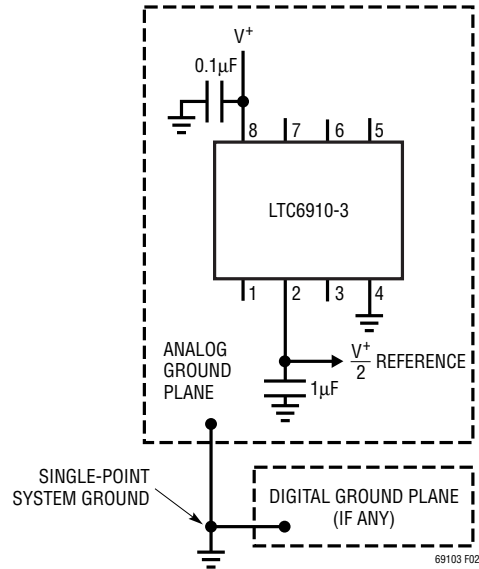 V+
0.1µF
8 7 6 5
LTC6910-3
1 2 3 4
V+
2
REFERENCE
1µF
ANALOG
GROUND
PLANE
SINGLE-POINT
SYSTEM GROUND
DIGITAL GROUND PLANE
(IF ANY)
69103 F02